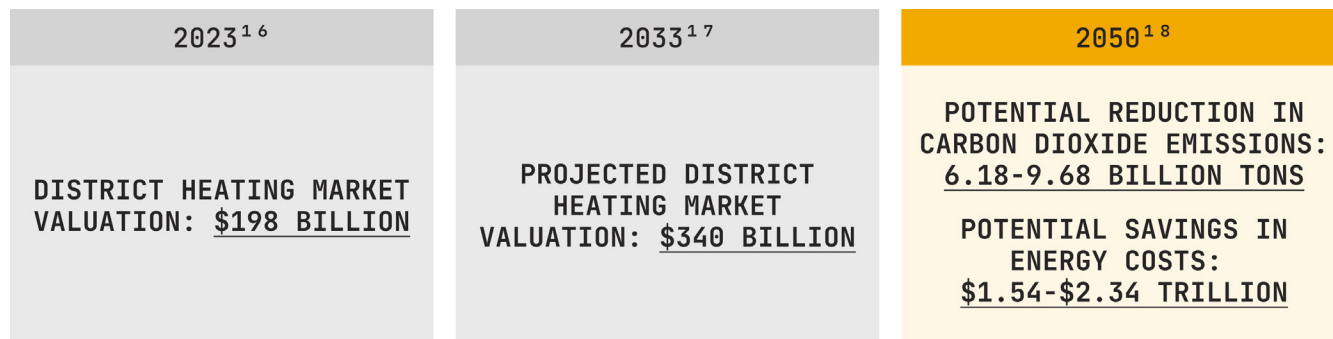 2023¹⁶
DISTRICT HEATING MARKET
VALUATION: $198 BILLION
2033¹⁷
PROJECTED DISTRICT
HEATING MARKET
VALUATION: $340 BILLION
2050¹⁸
POTENTIAL REDUCTION IN
CARBON DIOXIDE EMISSIONS:
6.18-9.68 BILLION TONS
POTENTIAL SAVINGS IN
ENERGY COSTS:
$1.54-$2.34 TRILLION